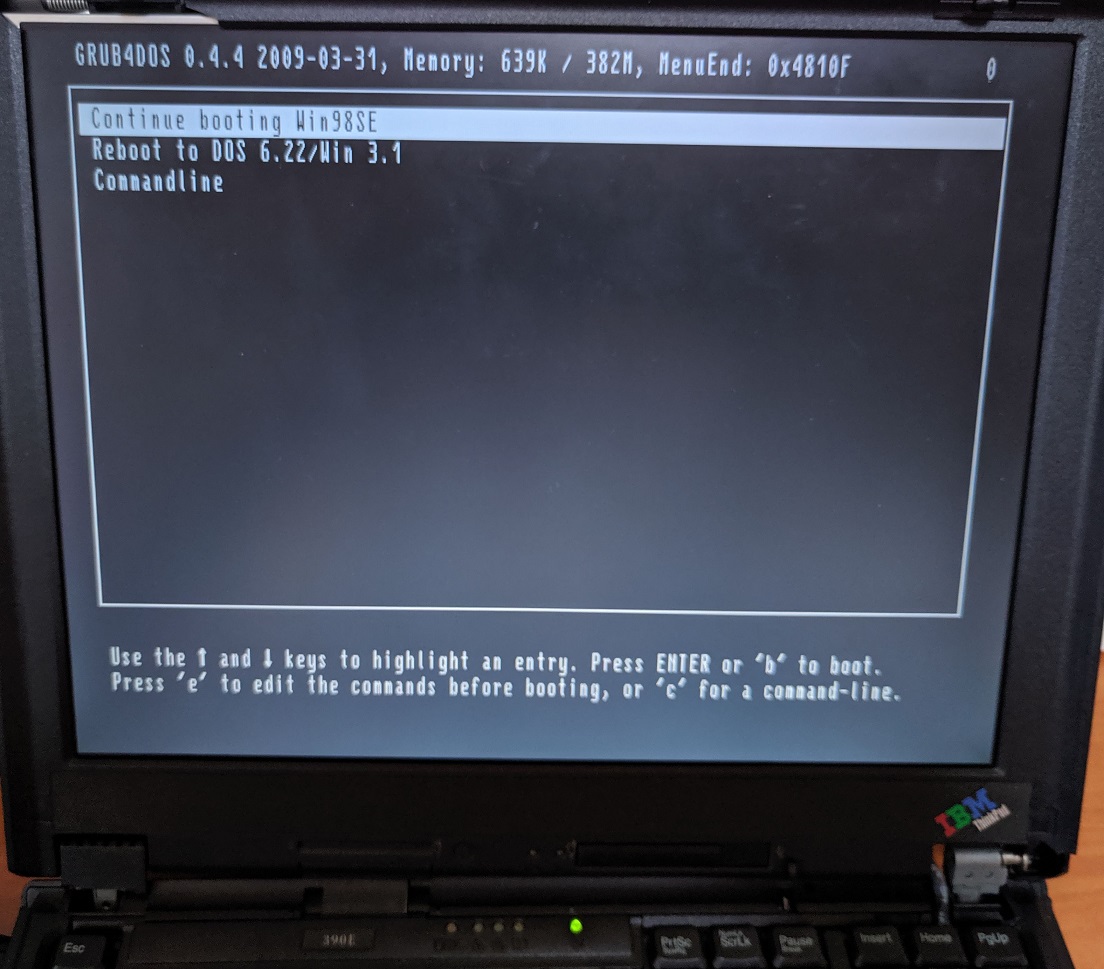 GRUB4DOS 0.4.4 2009-03-31, Memory: 639K / 382M, MenuEnd: 0x4810F
0
Continue booting Win98SE
Reboot to DOS 6.22/Win 3.1
Commandline
Use the ↑ and ↓ keys to highlight an entry. Press ENTER or 'b' to boot.
Press 'e' to edit the commands before booting, or 'c' for a command-line.
IBM
ThinkPad
390E
Esc
PrtSc
ScrLk
Pause
Insert
Home
PgUp